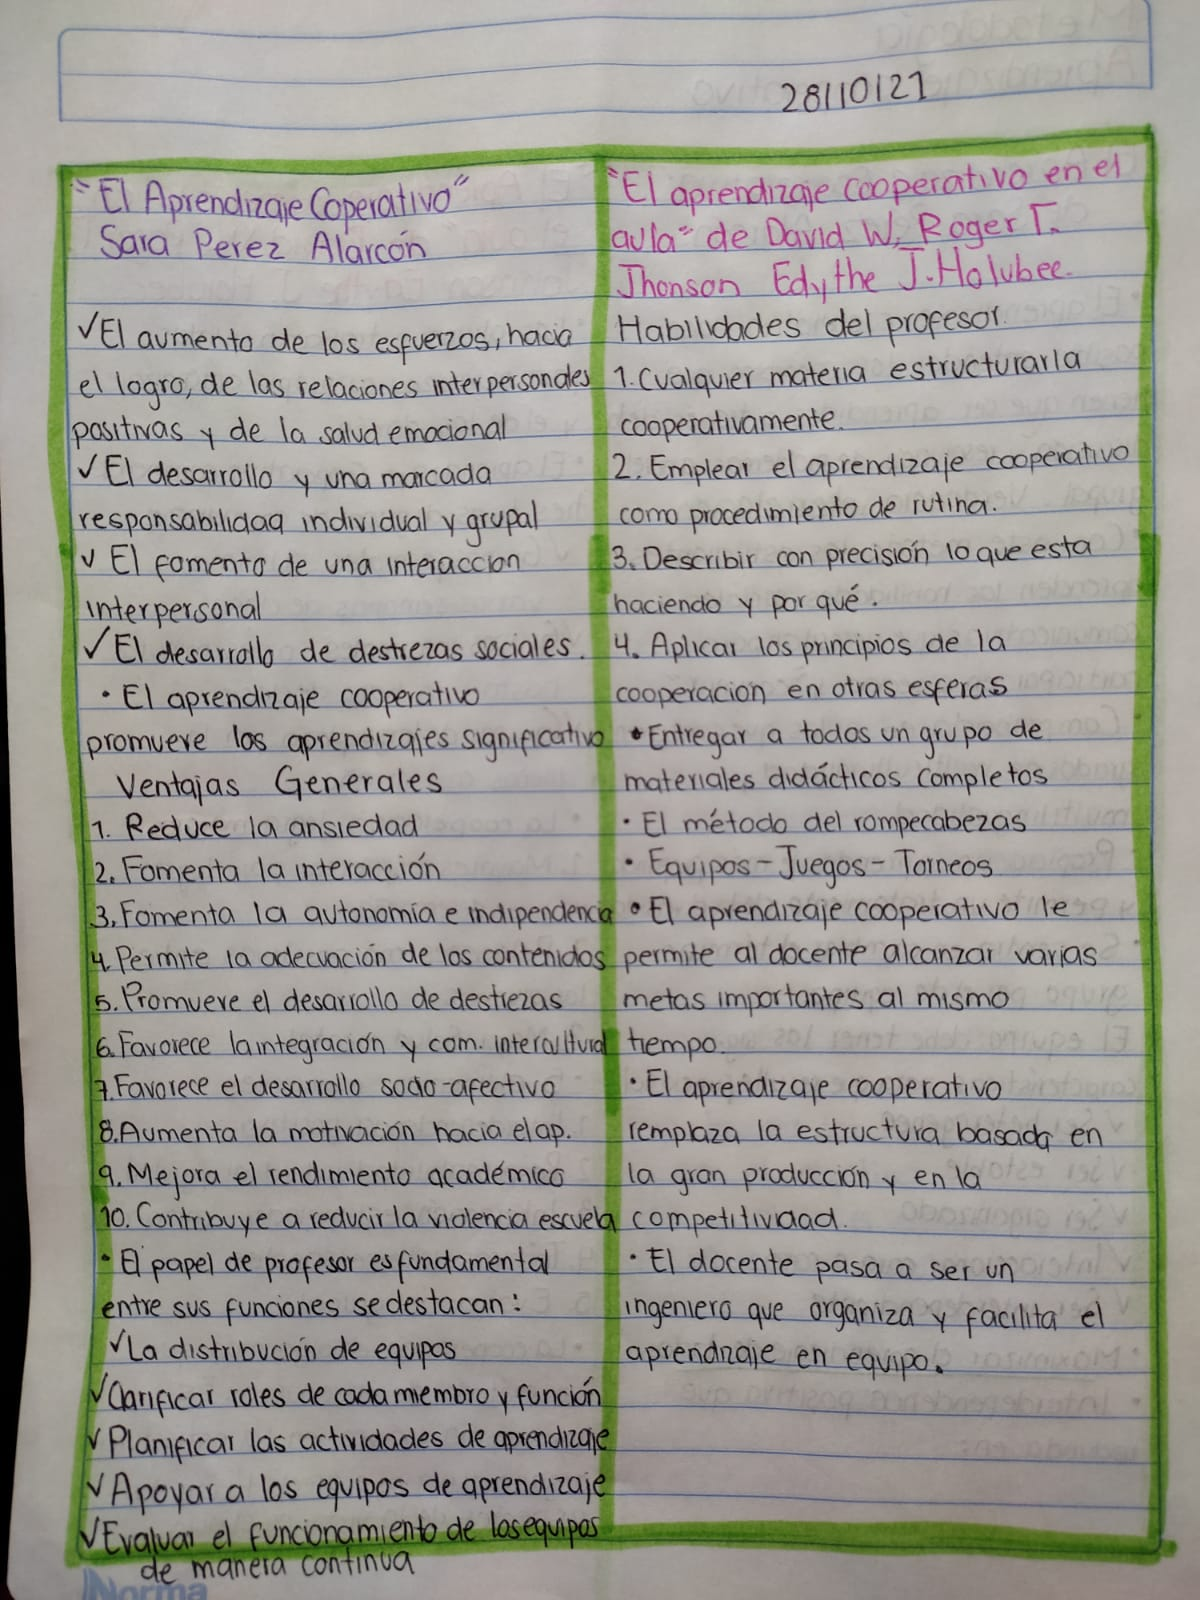 28/10/21
"El Aprendizaje Coperativo"
Sara Perez Alarcón
✓El aumento de los esfuerzos, hacia
el logro, de las relaciones interpersonales
positivas y de la salud emocional
✓El desarrollo y una marcada
responsabilidad individual y grupal
✓ El fomento de una interaccion
interpersonal
✓El desarrollo de destrezas sociales.
• El aprendizaje cooperativo
promueve los aprendizajes significativo
Ventajas Generales
1. Reduce la ansiedad
2. Fomenta la interacción
3. Fomenta la autonomía e indipendencia
4. Permite la adecuación de los contenidos
5. Promueve el desarrollo de destrezas
6. Favorece la integración y com. intercultural
7. Favorece el desarrollo socio-afectivo
8. Aumenta la motivación hacia el ap.
9. Mejora el rendimiento académico
10. Contribuye a reducir la violencia escuela
• El papel de profesor es fundamental
entre sus funciones se destacan:
✓La distribución de equipos
✓Clarificar roles de cada miembro y función
✓Planificar las actividades de aprendizaje
✓Apoyar a los equipos de aprendizaje
✓Evaluar el funcionamiento de los equipos
de manera continua
"El aprendizaje cooperativo en el
aula" de David W, Roger T.
Jhonson Edythe J. Holubee.
Habilidades del profesor.
1. Cualquier materia estructurarla
cooperativamente.
2. Emplear el aprendizaje cooperativo
como procedimiento de rutina.
3. Describir con precisión lo que esta
haciendo y por qué.
4. Aplicar los principios de la
cooperacion en otras esferas
• Entregar a todos un grupo de
materiales didácticos completos
• El método del rompecabezas
• Equipos - Juegos - Torneos
• El aprendizaje cooperativo le
permite al docente alcanzar varias
metas importantes al mismo
tiempo.
• El aprendizaje cooperativo
remplaza la estructura basada en
la gran producción y en la
competitividad.
• El docente pasa a ser un
ingeniero que organiza y facilita el
aprendizaje en equipo.
Norma